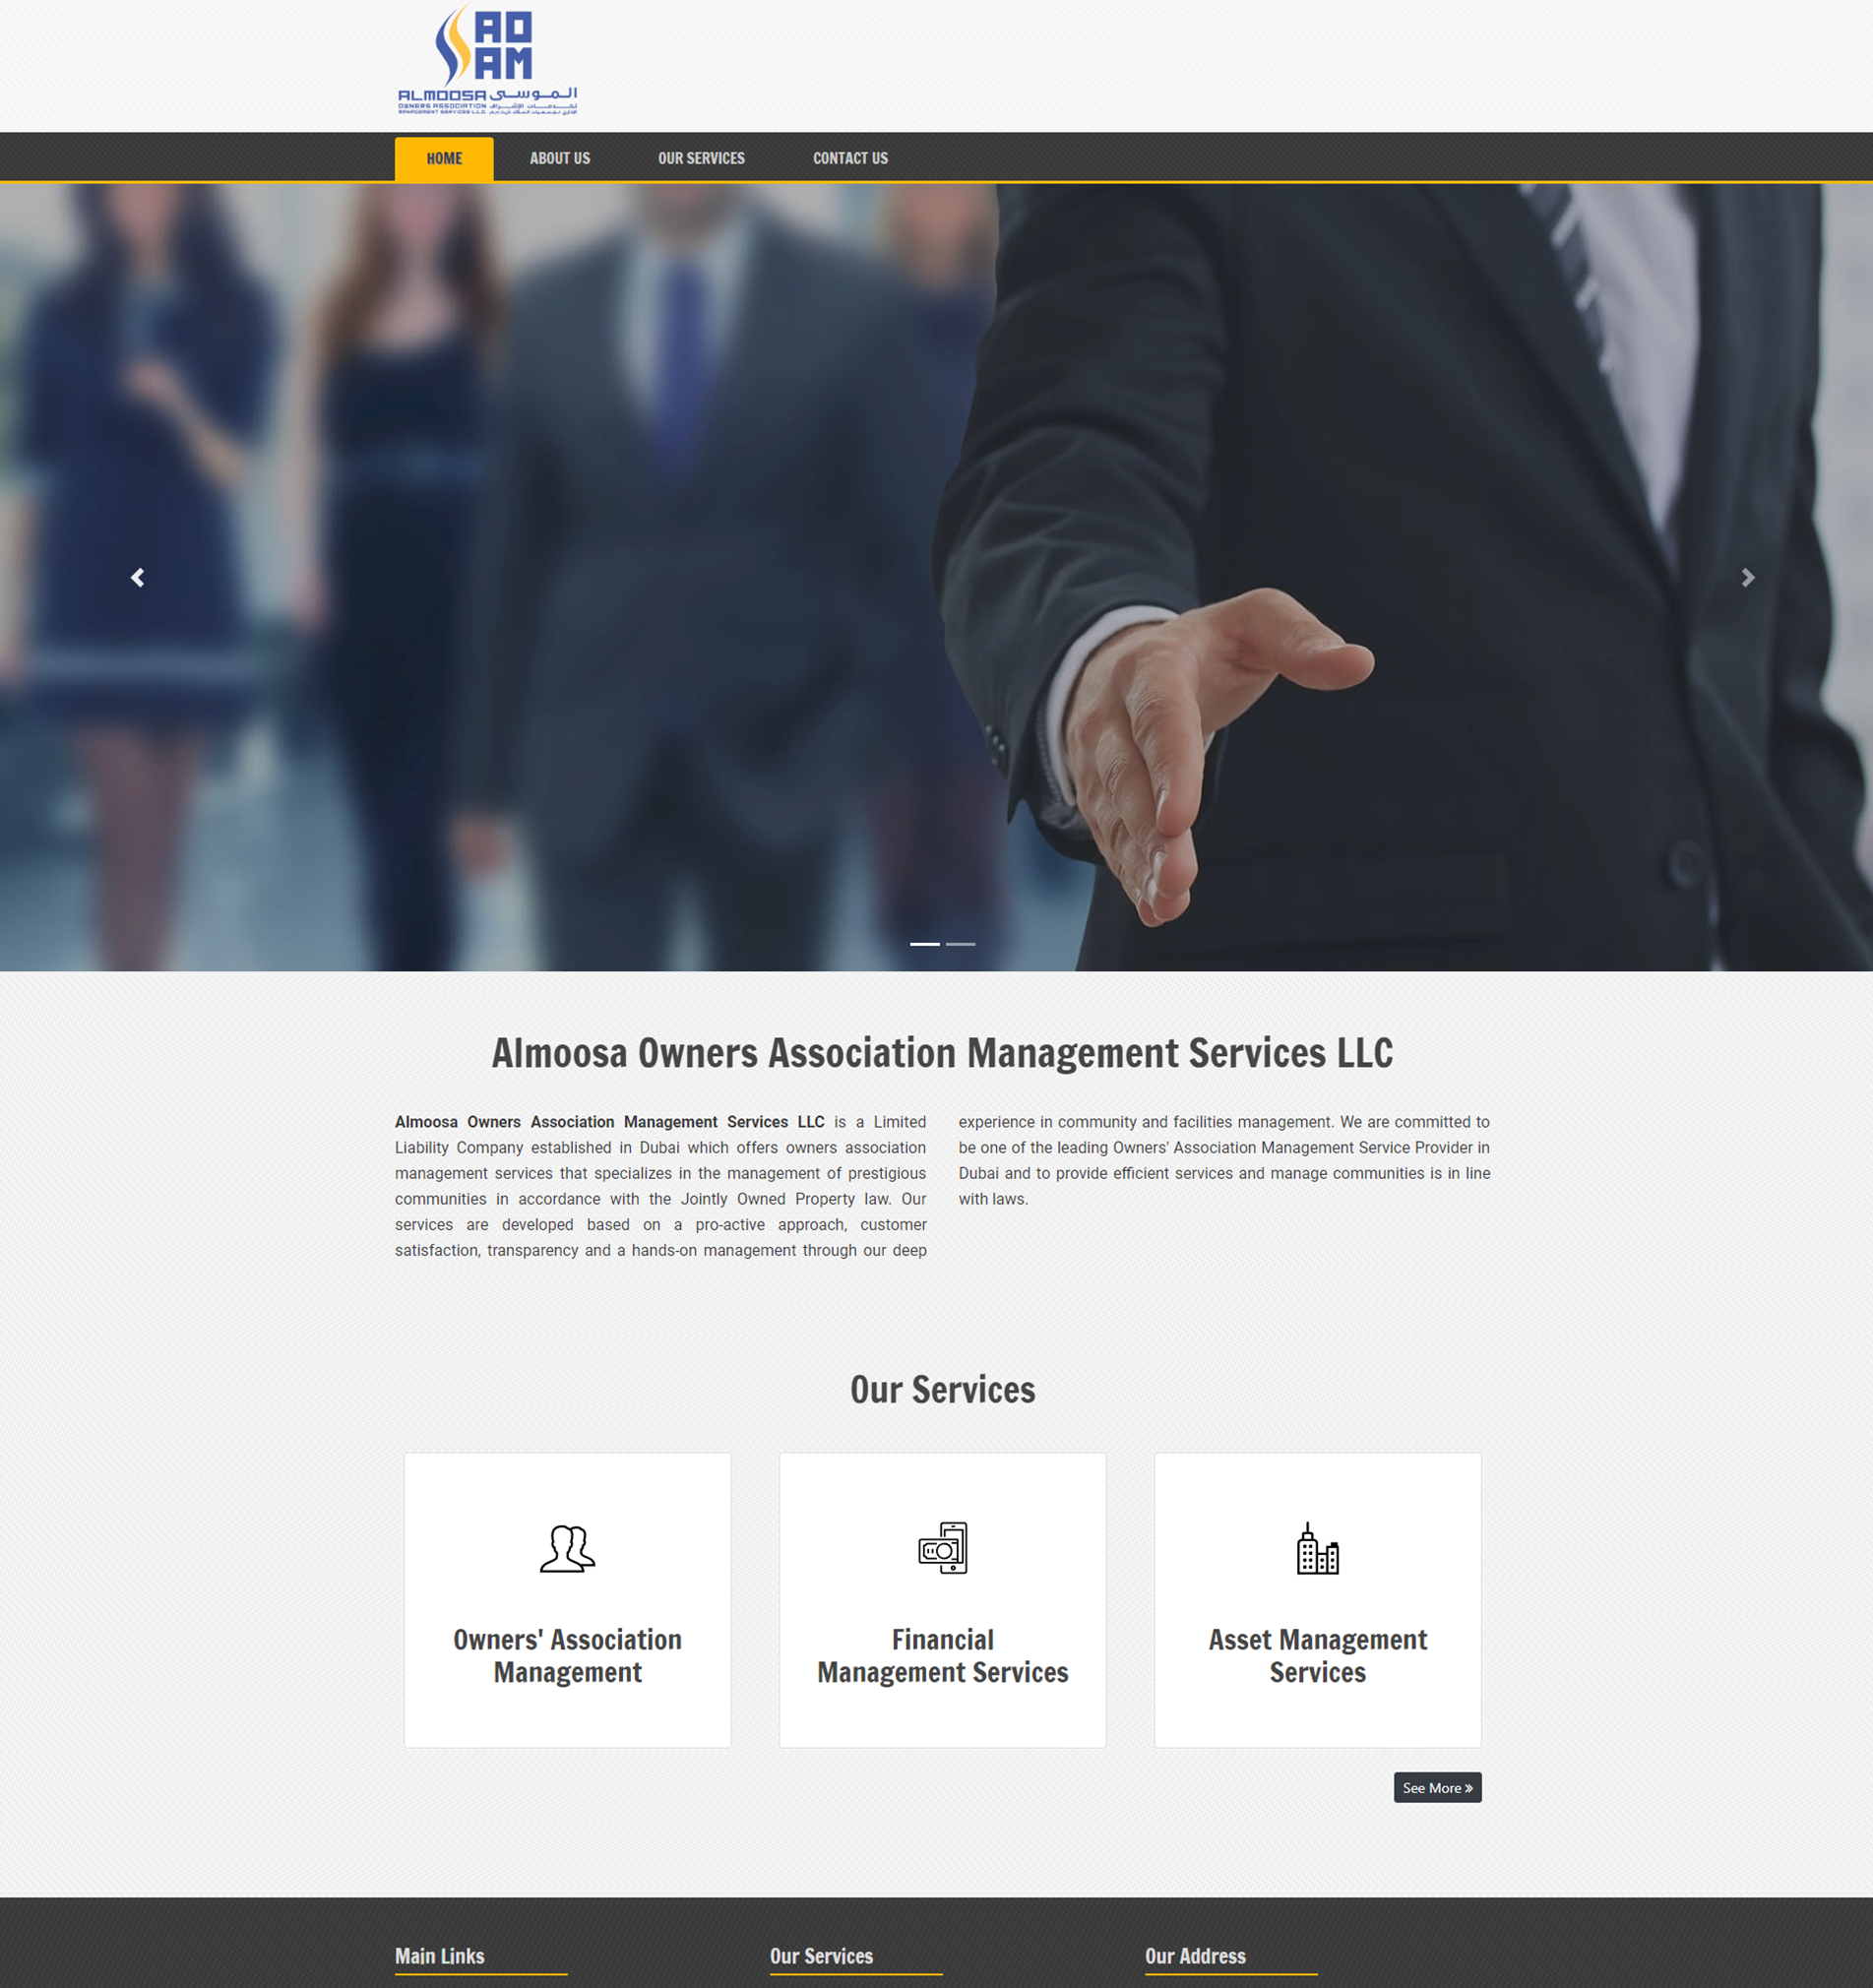 AO
AM
ALMOOSA الموسى
OWNERS ASSOCIATION لخدمات الإشراف
MANAGEMENT SERVICES L.L.C.
HOME
ABOUT US
OUR SERVICES
CONTACT US
Almoosa Owners Association Management Services LLC
Almoosa Owners Association Management Services LLC is a Limited
Liability Company established in Dubai which offers owners association
management services that specializes in the management of prestigious
communities in accordance with the Jointly Owned Property law. Our
services are developed based on a pro-active approach, customer
satisfaction, transparency and a hands-on management through our deep
experience in community and facilities management. We are committed to
be one of the leading Owners' Association Management Service Provider in
Dubai and to provide efficient services and manage communities is in line
with laws.
Our Services
Owners' Association
Management
Financial
Management Services
Asset Management
Services
See More »
Main Links
Our Services
Our Address